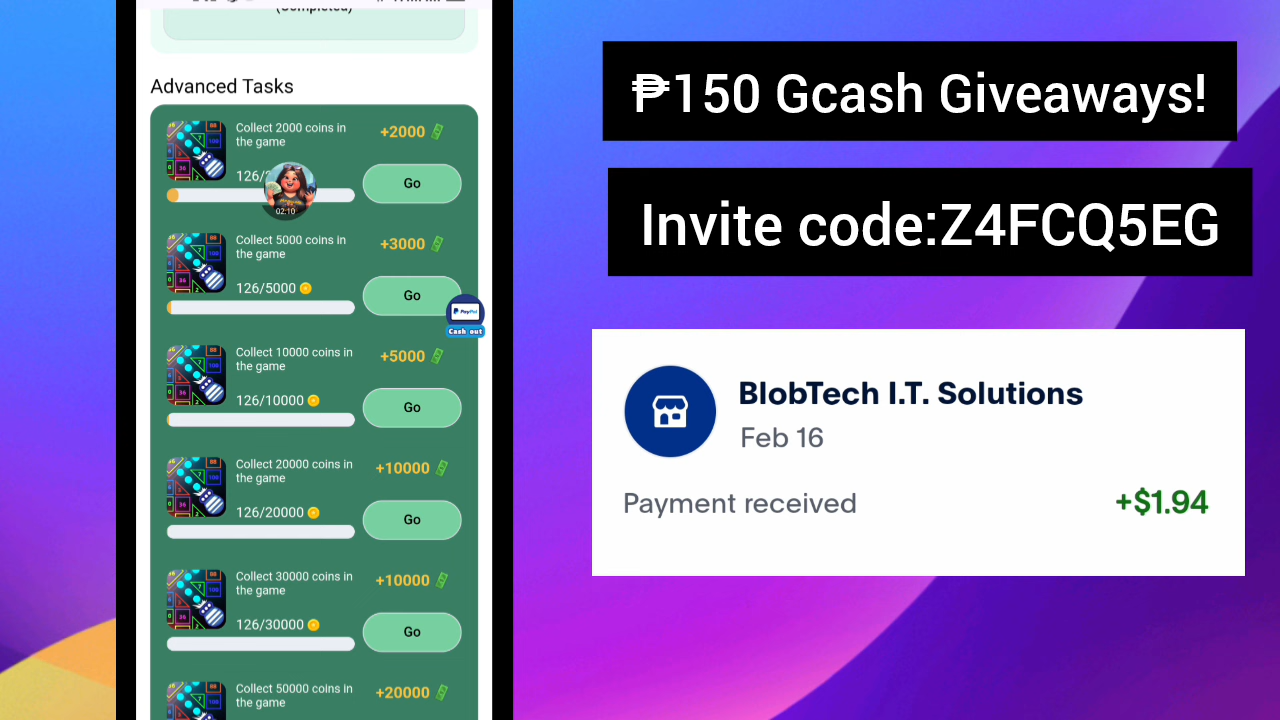 (Completed)
Advanced Tasks
Collect 2000 coins in
the game
+2000
126/2
Go
02:10
Collect 5000 coins in
the game
+3000
126/5000
Go
PayPal
Cash out
Collect 10000 coins in
the game
+5000
126/10000
Go
Collect 20000 coins in
the game
+10000
126/20000
Go
Collect 30000 coins in
the game
+10000
126/30000
Go
Collect 50000 coins in
the game
+20000
₱150 Gcash Giveaways!
Invite code:Z4FCQ5EG
BlobTech I.T. Solutions
Feb 16
Payment received
+$1.94